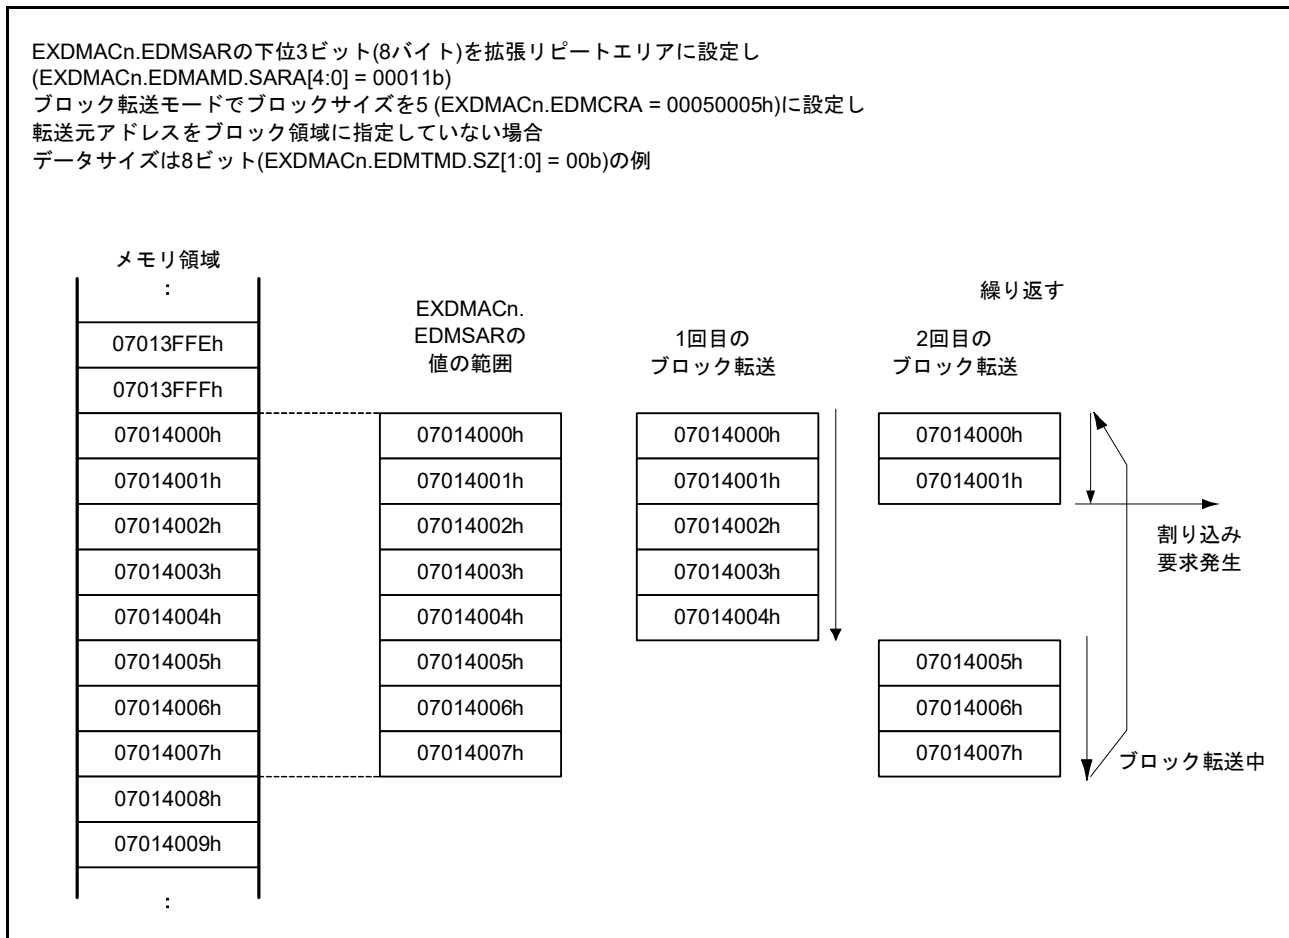 EXDMACn.EDMSARの下位3ビット(8バイト)を拡張リピートエリアに設定し
(EXDMACn.EDMAMD.SARA[4:0] = 00011b)
ブロック転送モードでブロックサイズを5 (EXDMACn.EDMCRA = 00050005h)に設定し
転送元アドレスをブロック領域に指定していない場合
データサイズは8ビット(EXDMACn.EDMTMD.SZ[1:0] = 00b)の例
メモリ領域
:
07013FFEh
07013FFFh
07014000h
07014001h
07014002h
07014003h
07014004h
07014005h
07014006h
07014007h
07014008h
07014009h
:
EXDMACn.
EDMSARの
値の範囲
07014000h
07014001h
07014002h
07014003h
07014004h
07014005h
07014006h
07014007h
1回目の
ブロック転送
07014000h
07014001h
07014002h
07014003h
07014004h
繰り返す
2回目の
ブロック転送
07014000h
07014001h
07014005h
07014006h
07014007h
割り込み
要求発生
ブロック転送中